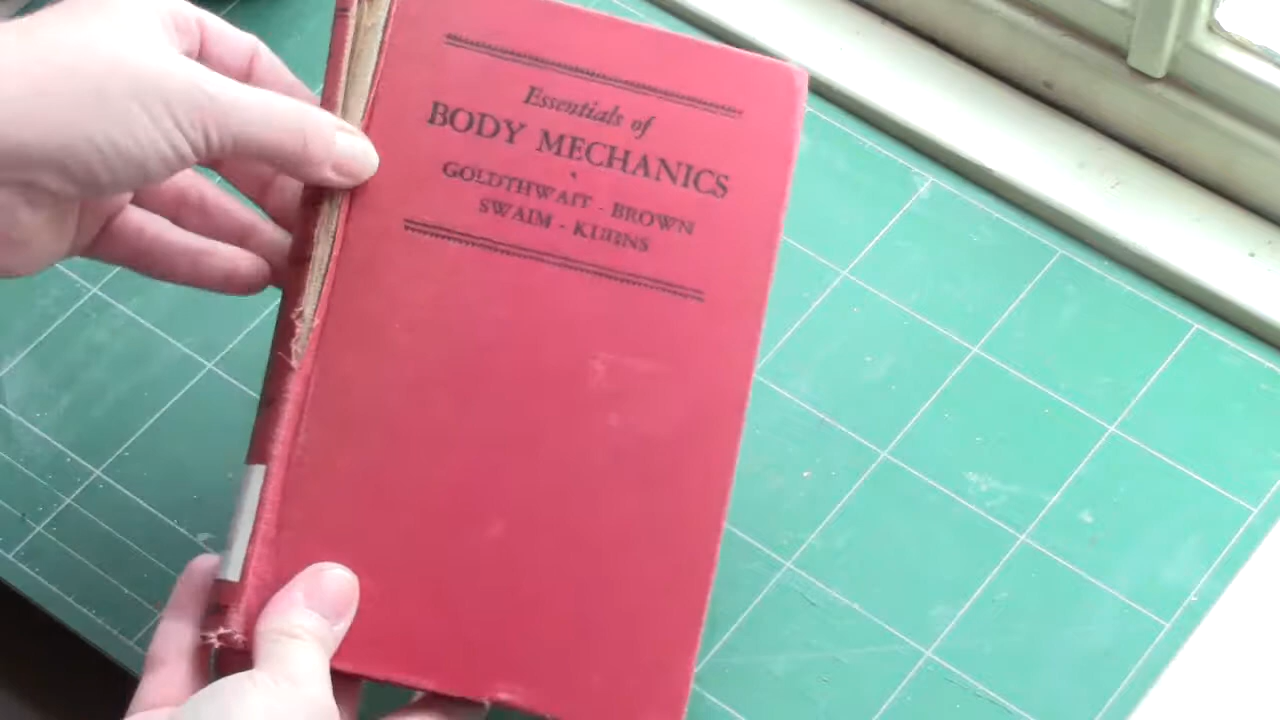 Essentials of
BODY MECHANICS
GOLDTHWAIT - BROWN
SWAIM - KUHNS